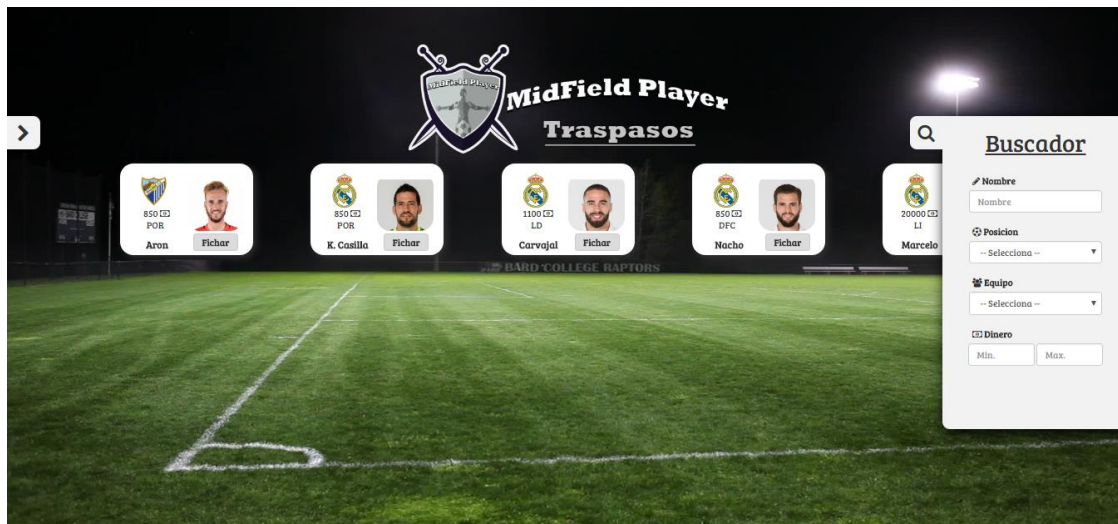 MidField Player
MidField Player
Traspasos
850
POR
Aron
Fichar
850
POR
K. Casilla
Fichar
1100
LD
Carvajal
Fichar
850
DFC
Nacho
Fichar
20000
LI
Marcelo
Buscador
Nombre
Nombre
Posicion
-- Selecciona --
Equipo
-- Selecciona --
Dinero
Min.
Max.
BARD COLLEGE RAPTORS